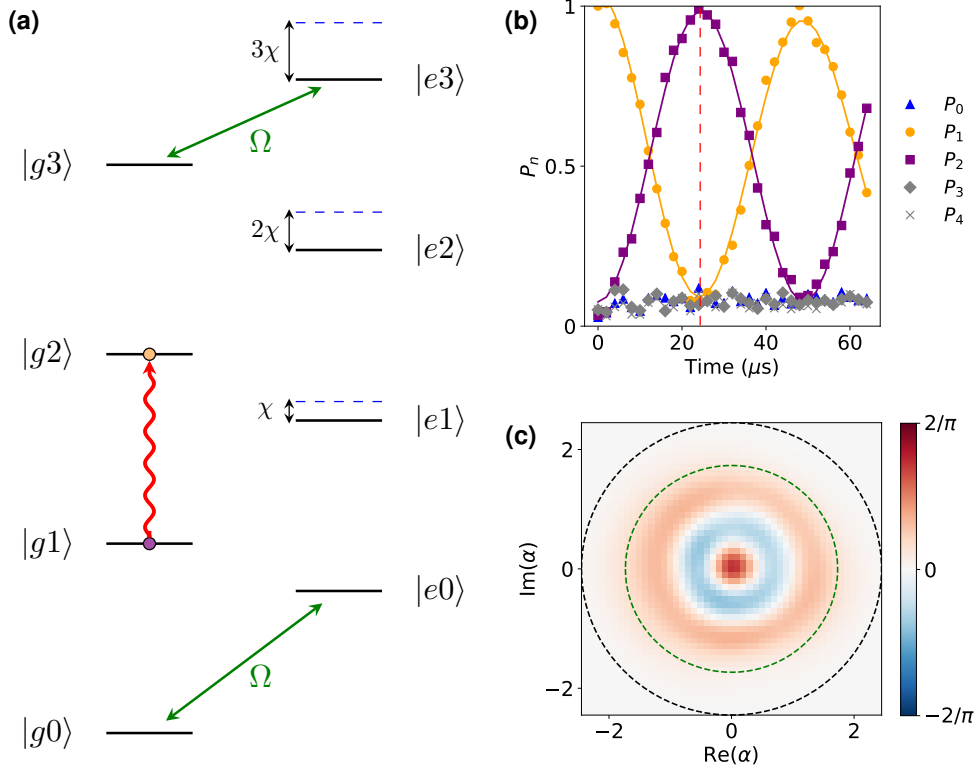 (a)
3χ
|e3⟩
Ω
|g3⟩
2χ
|e2⟩
|g2⟩
χ
|e1⟩
|g1⟩
|e0⟩
Ω
|g0⟩
(b)
1
0.5
0
P_n
0
20
40
60
Time (μs)
P_0
P_1
P_2
P_3
P_4
(c)
2
0
−2
Im(α)
−2
0
2
Re(α)
2/π
0
−2/π